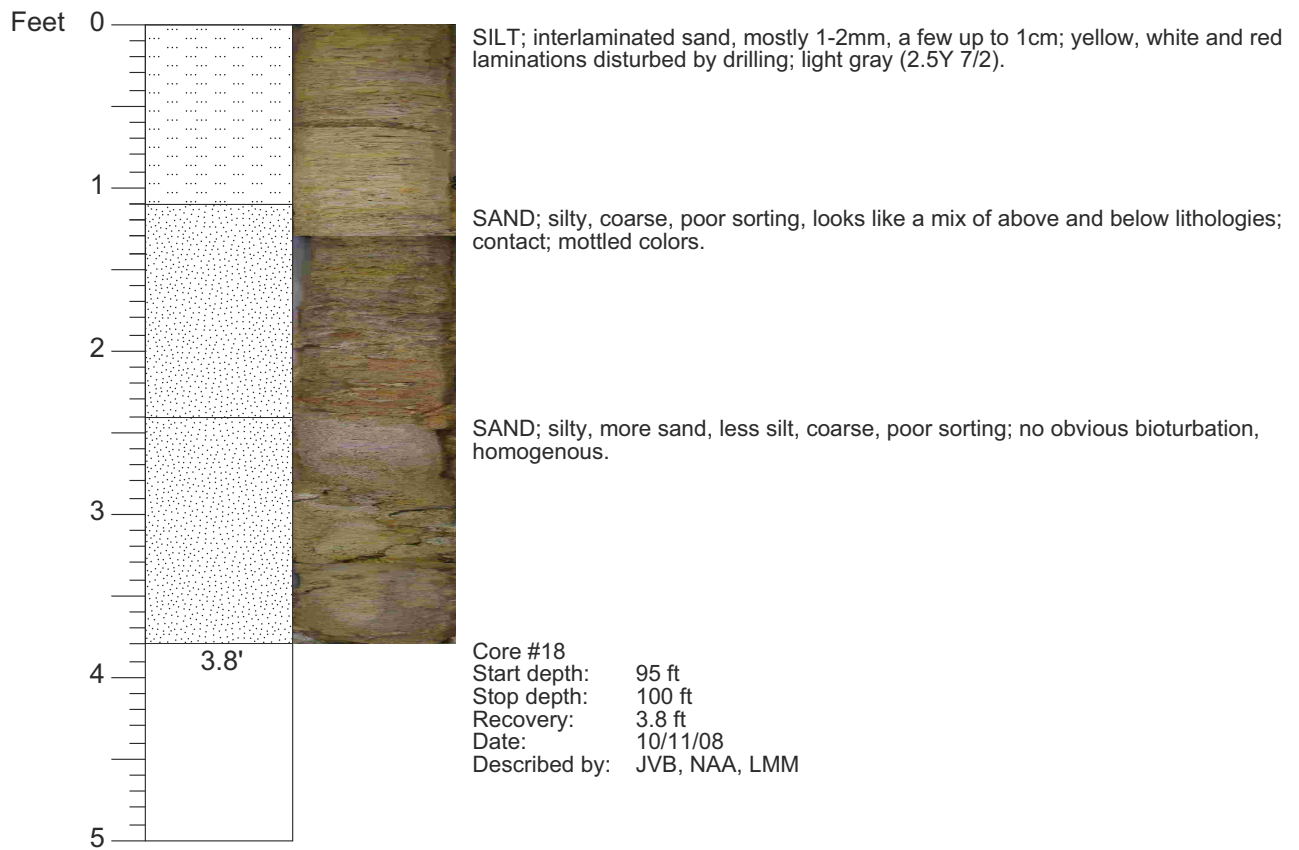 Feet 0
SILT; interlaminated sand, mostly 1-2mm, a few up to 1cm; yellow, white and red
laminations disturbed by drilling; light gray (2.5Y 7/2).
1
SAND; silty, coarse, poor sorting, looks like a mix of above and below lithologies;
contact; mottled colors.
2
SAND; silty, more sand, less silt, coarse, poor sorting; no obvious bioturbation,
homogenous.
3
3.8'
4
Core #18
Start depth: 95 ft
Stop depth: 100 ft
Recovery: 3.8 ft
Date: 10/11/08
Described by: JVB, NAA, LMM
5